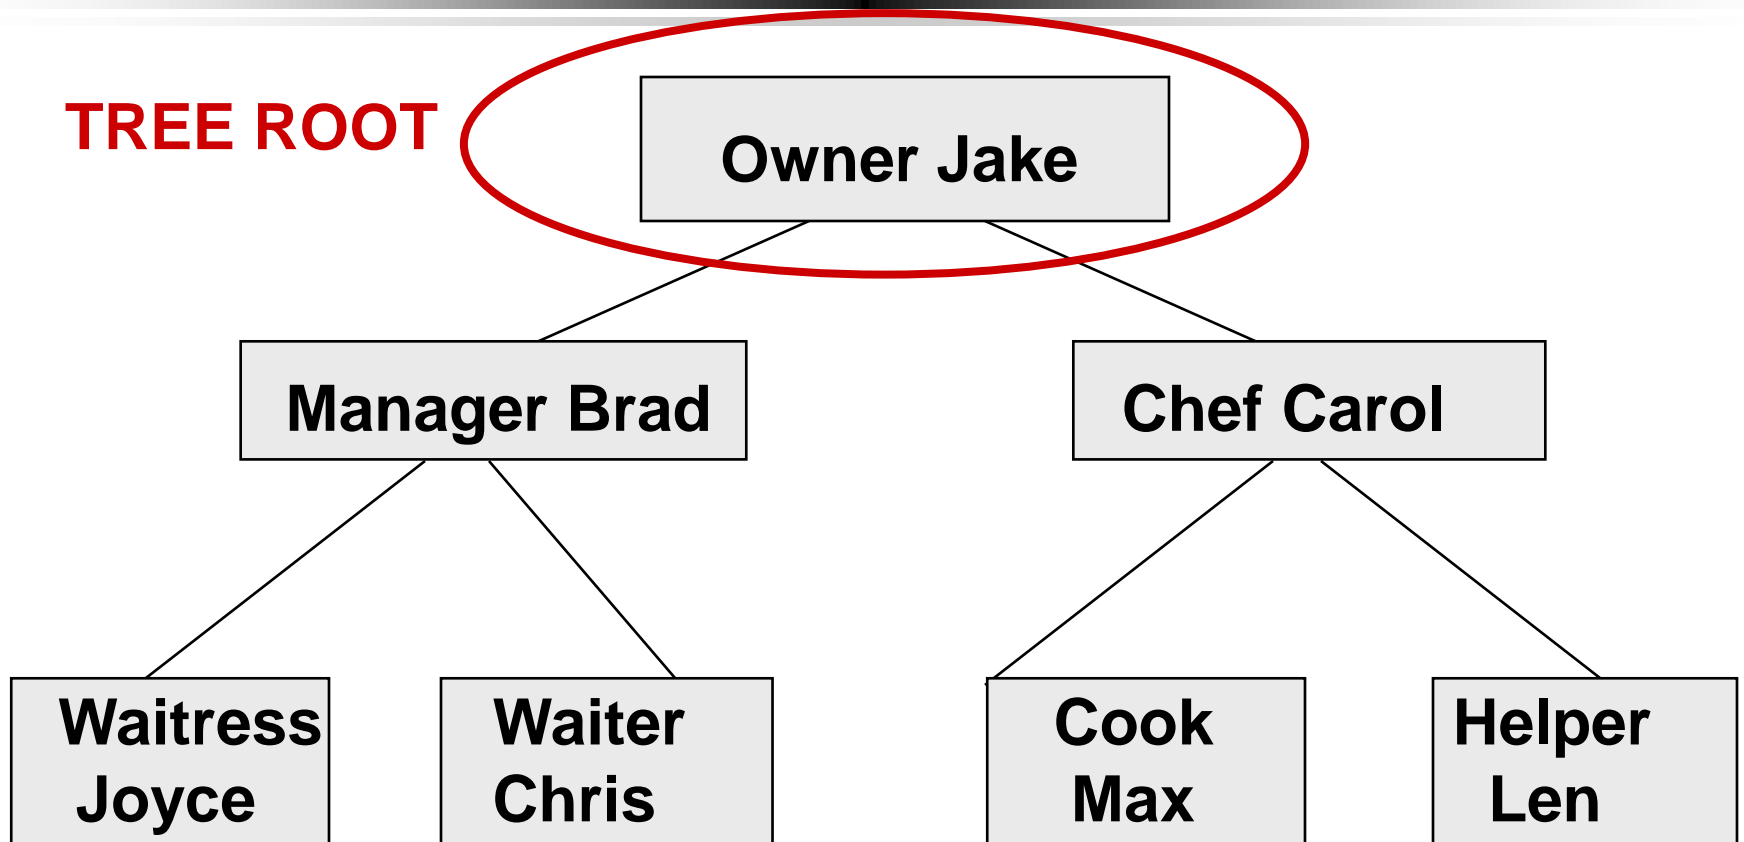 TREE ROOT
Owner Jake
Manager Brad
Chef Carol
Waitress
Joyce
Waiter
Chris
Cook
Max
Helper
Len